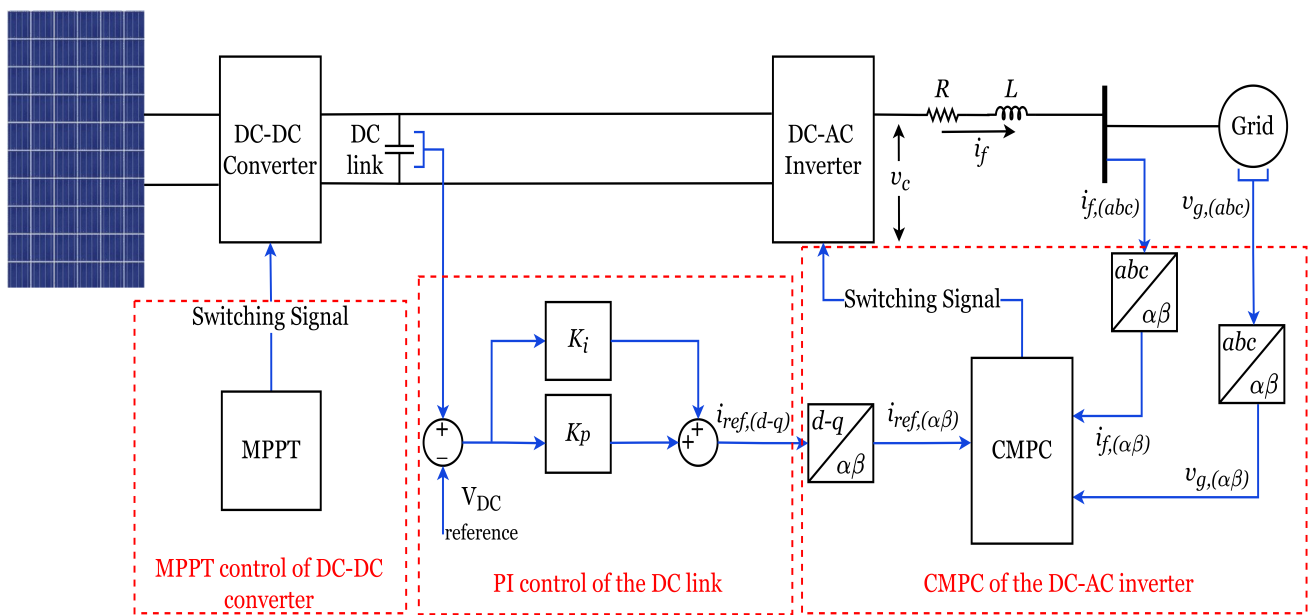 DC-DC
Converter
DC
link
DC-AC
Inverter
R
L
i_f
v_c
Grid
i_f,(abc)
v_g,(abc)
Switching Signal
MPPT
MPPT control of DC-DC
converter
K_i
K_p
+
−
+
+
V_DC
reference
i_ref,(d-q)
PI control of the DC link
Switching Signal
abc
αβ
abc
αβ
d-q
αβ
i_ref,(αβ)
CMPC
i_f,(αβ)
v_g,(αβ)
CMPC of the DC-AC inverter